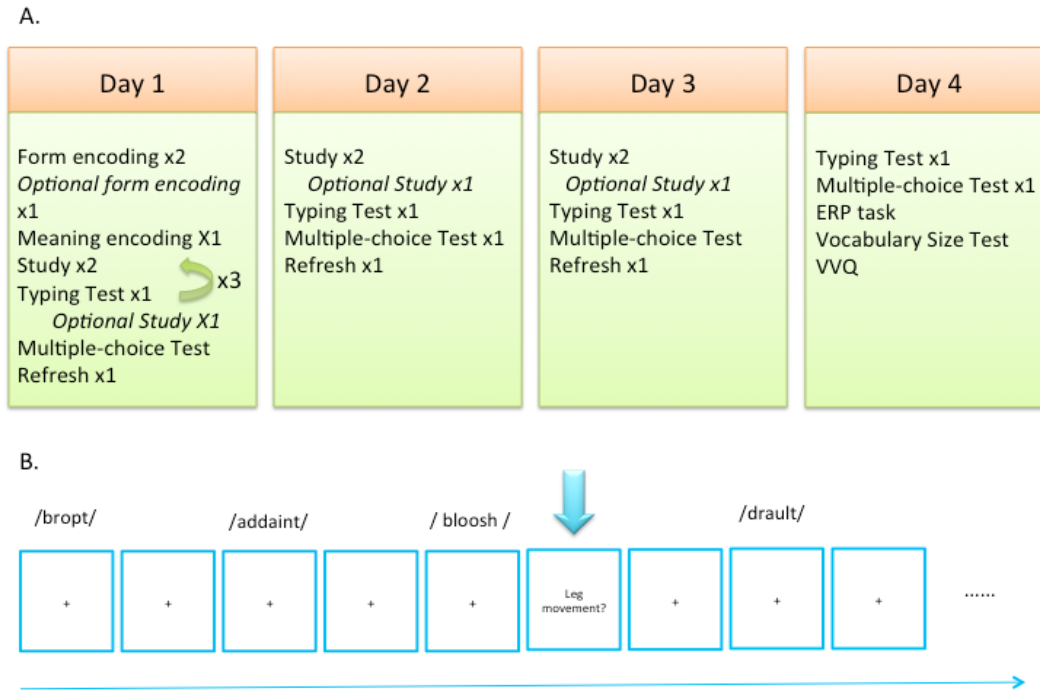 A.
Day 1
Form encoding x2
Optional form encoding
x1
Meaning encoding X1
Study x2
Typing Test x1
x3
Optional Study X1
Multiple-choice Test
Refresh x1
Day 2
Study x2
Optional Study x1
Typing Test x1
Multiple-choice Test x1
Refresh x1
Day 3
Study x2
Optional Study x1
Typing Test x1
Multiple-choice Test
Refresh x1
Day 4
Typing Test x1
Multiple-choice Test x1
ERP task
Vocabulary Size Test
VVQ
B.
/bropt/ /addaint/ / bloosh / /drault/
+ + + + + Leg + + + ......
movement?